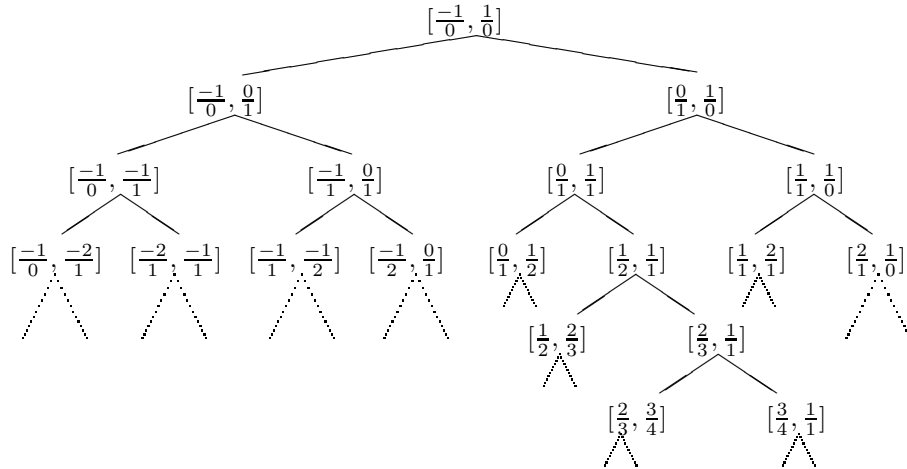 [-1/0, 1/0]
[-1/0, 0/1] [0/1, 1/0]
[-1/0, -1/1] [-1/1, 0/1] [0/1, 1/1] [1/1, 1/0]
[-1/0, -2/1] [-2/1, -1/1] [-1/1, -1/2] [-1/2, 0/1] [0/1, 1/2] [1/2, 1/1] [1/1, 2/1] [2/1, 1/0]
[1/2, 2/3] [2/3, 1/1]
[2/3, 3/4] [3/4, 1/1]